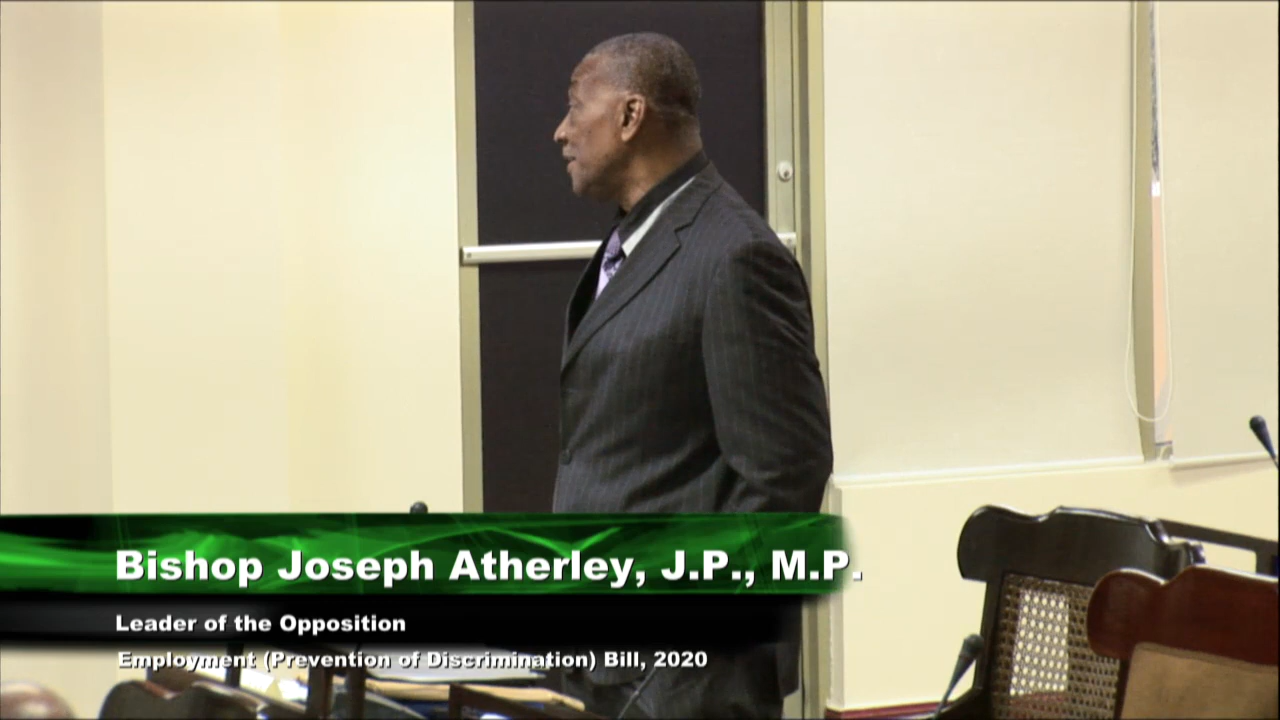 Bishop Joseph Atherley, J.P., M.P.
Leader of the Opposition
Employment (Prevention of Discrimination) Bill, 2020